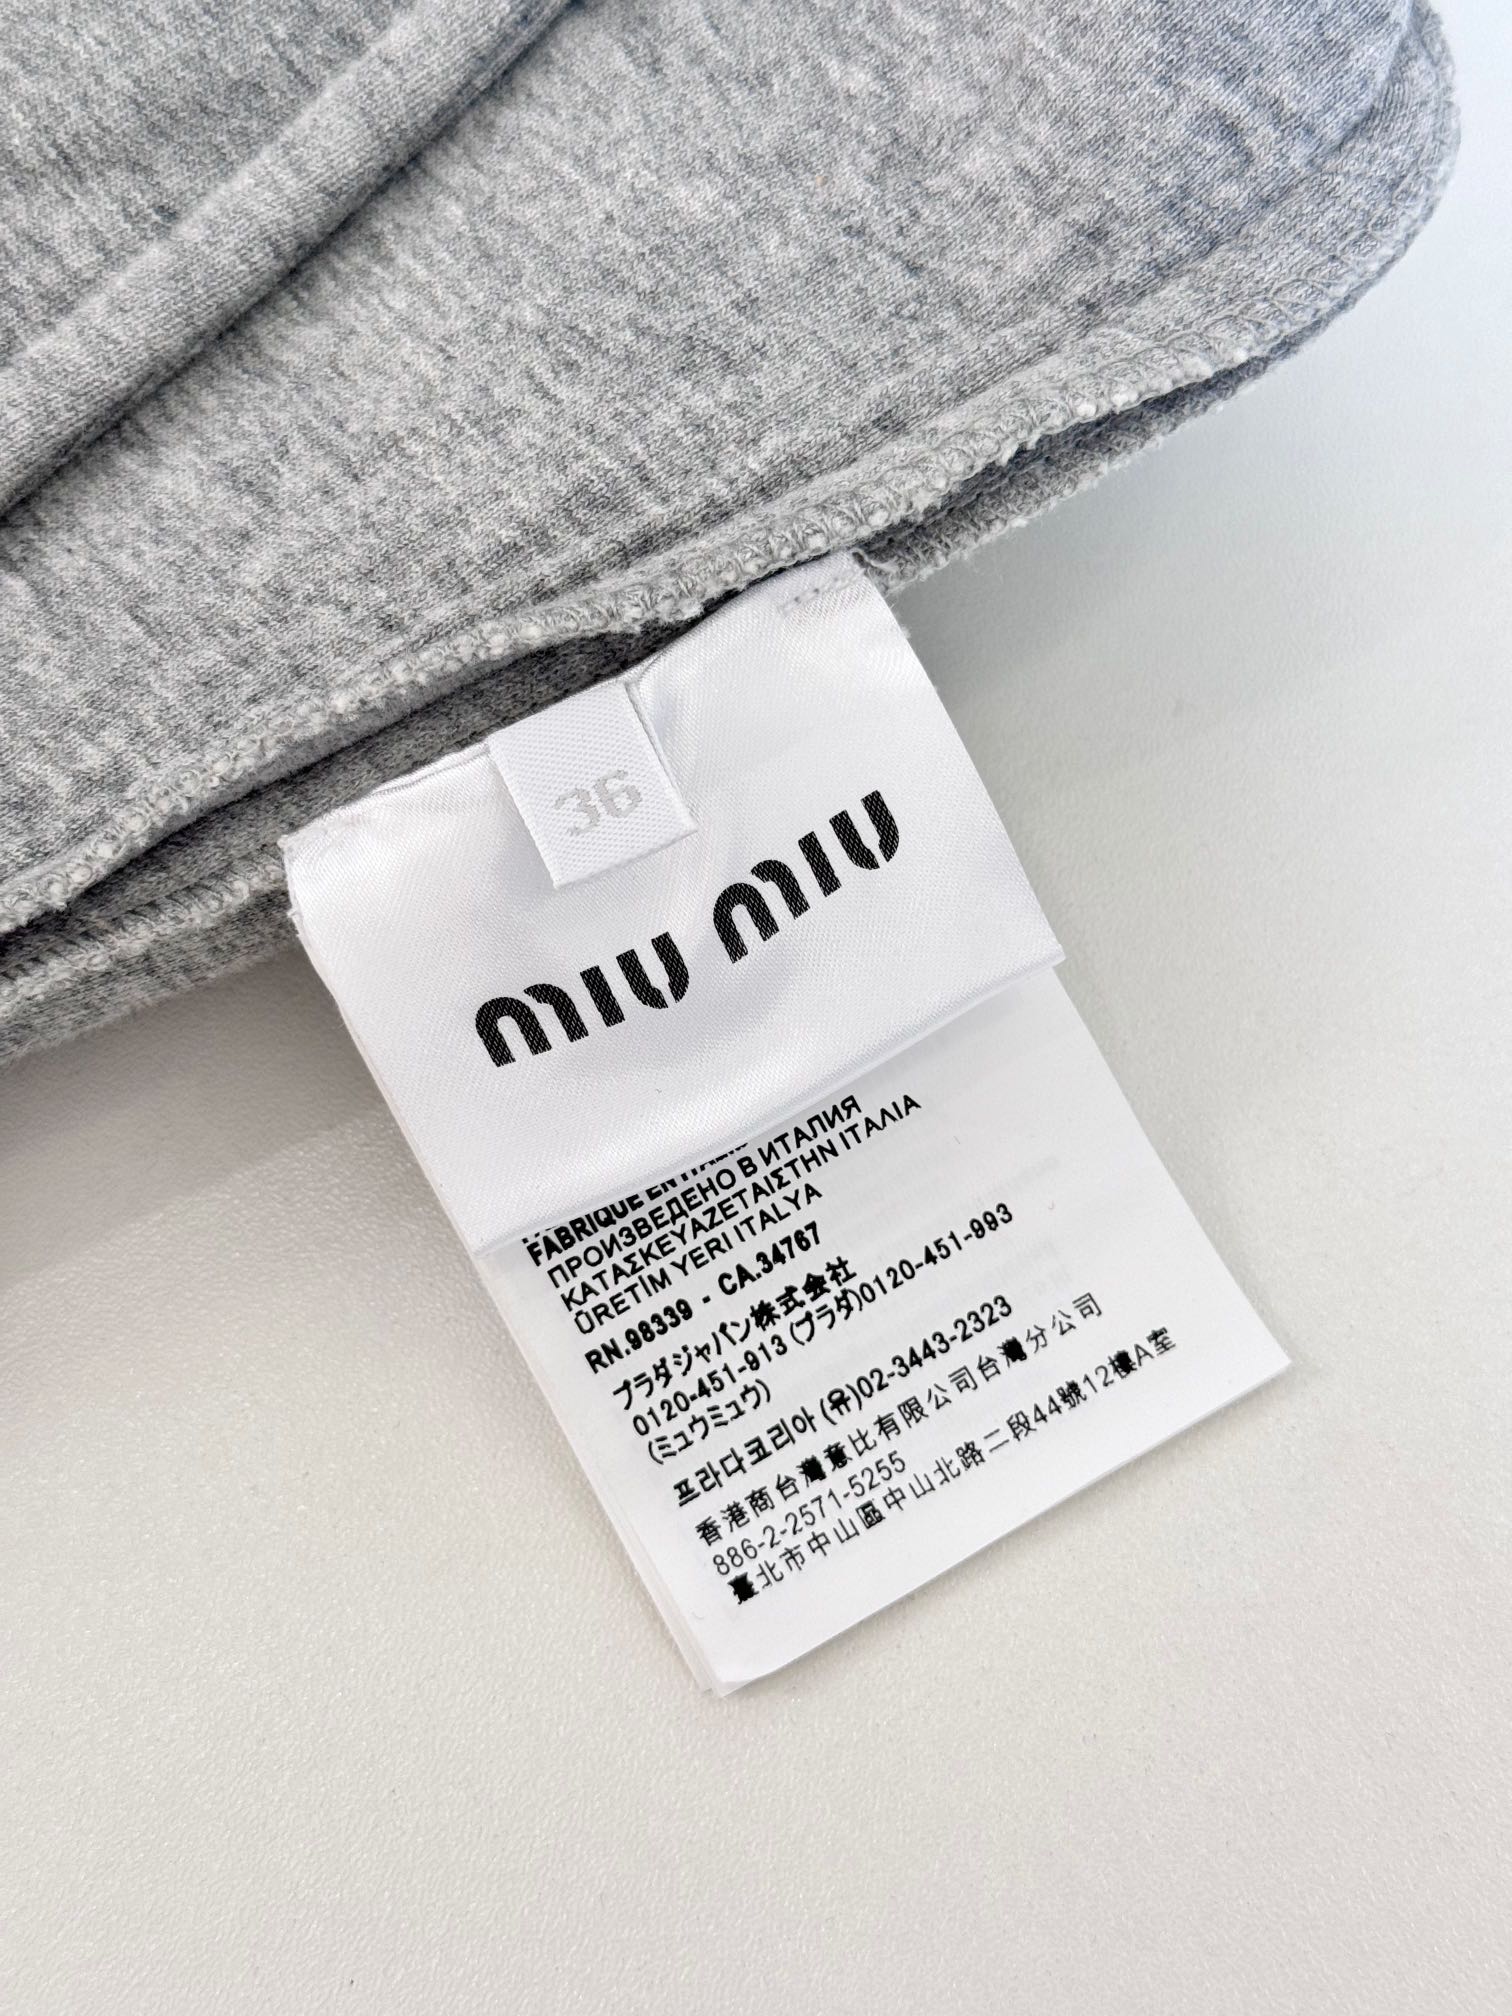 36
miu miu
FABRIQUÉ EN ITALIE
ПРОИЗВЕДЕНО В ИТАЛИЯ
ΚΑΤΑΣΚΕΥΑΖΕΤΑΙΣΤΗΝ ΙΤΑΛΙΑ
ÜRETİM YERİ ITALYA
RN.98339 - CA.34767
プラダジャパン株式会社
0120-451-913 (プラダ)0120-451-993
(ミュウミュウ)
프라다코리아 (유)02-3443-2323
香港商台灣意比有限公司台灣分公司
886-2-2571-5255
臺北市中山區中山北路二段44號12樓A室